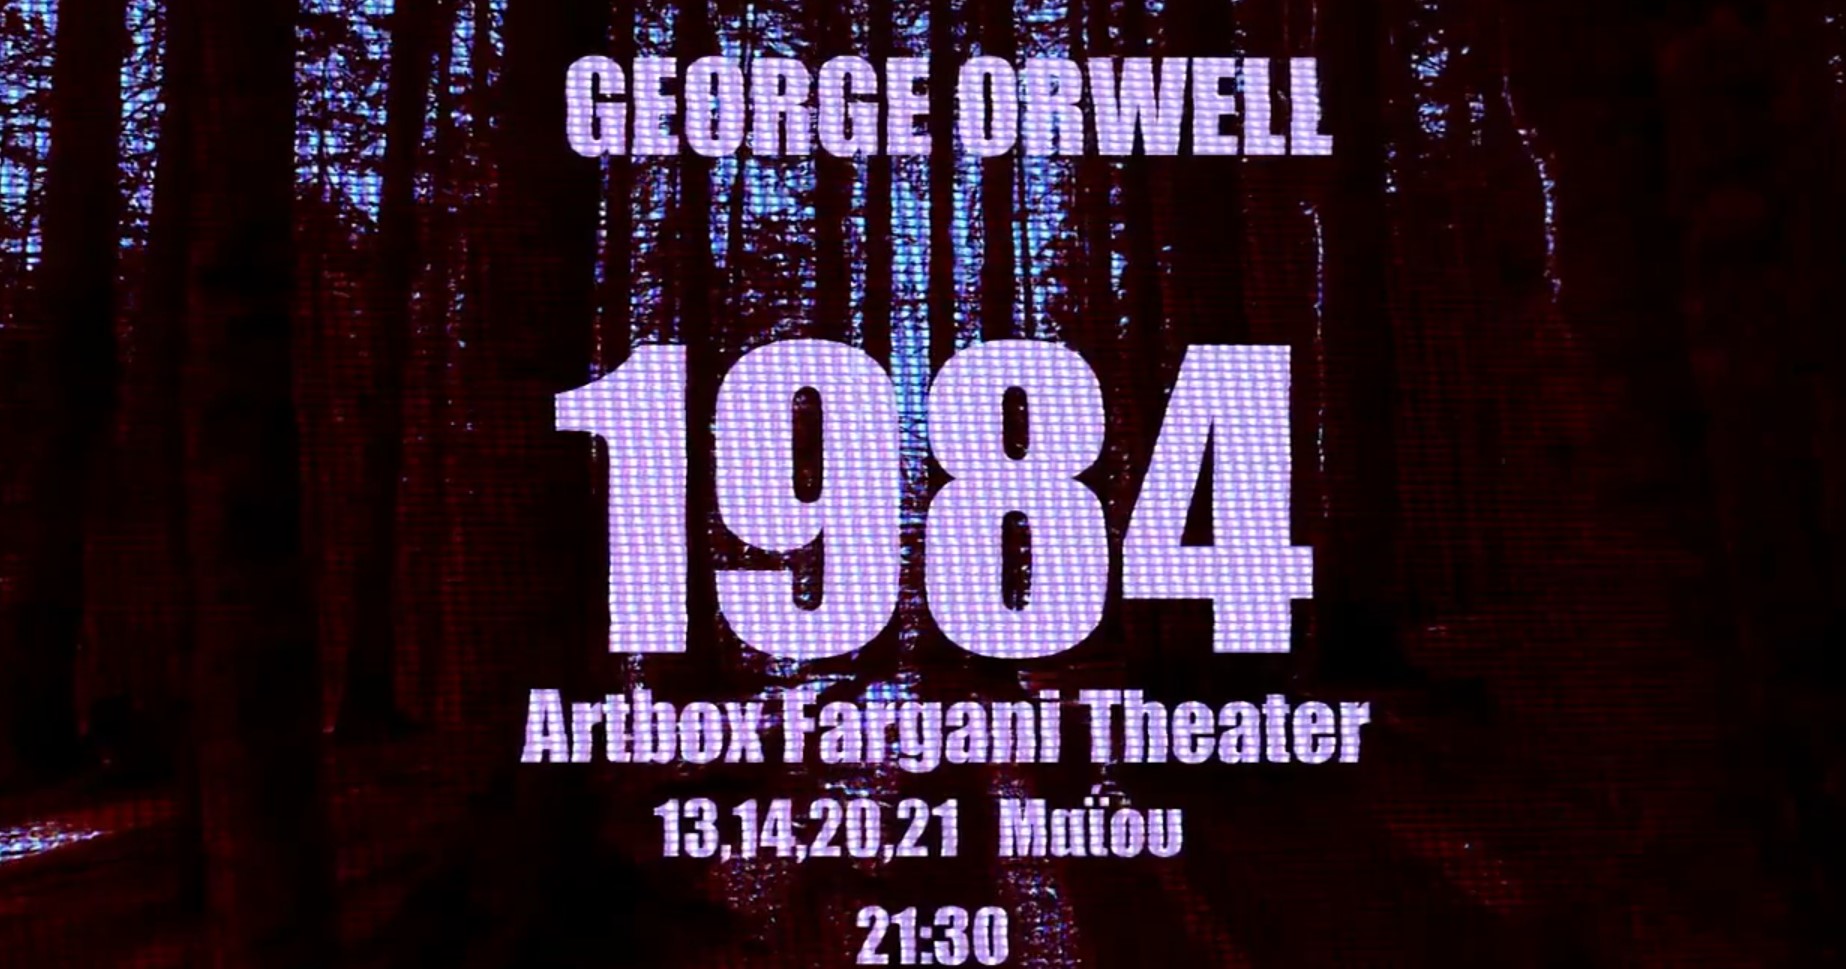 GEORGE ORWELL
1984
Artbox Fargani Theater
13,14,20,21 Μαΐου
21:30